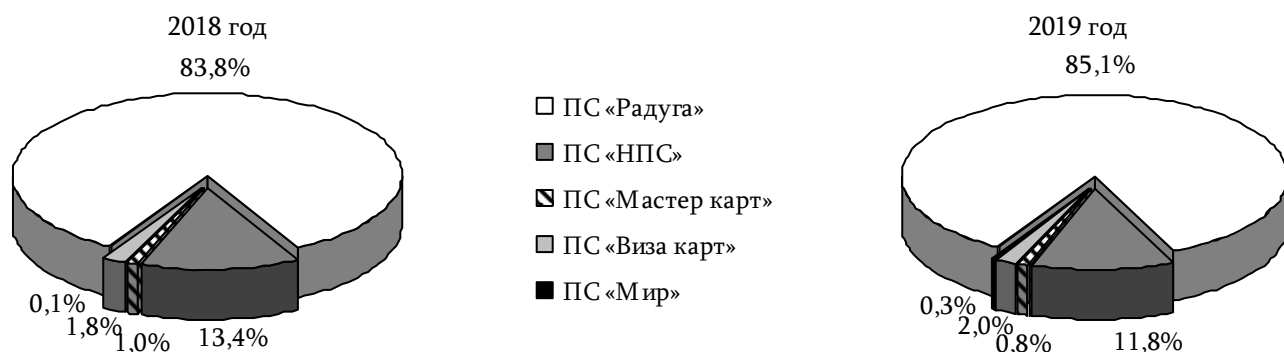 2018 год
83,8%
0,1%
1,8%
1,0%
13,4%
ПС «Радуга»
ПС «НПС»
ПС «Мастер карт»
ПС «Виза карт»
ПС «Мир»
2019 год
85,1%
0,3%
2,0%
0,8%
11,8%